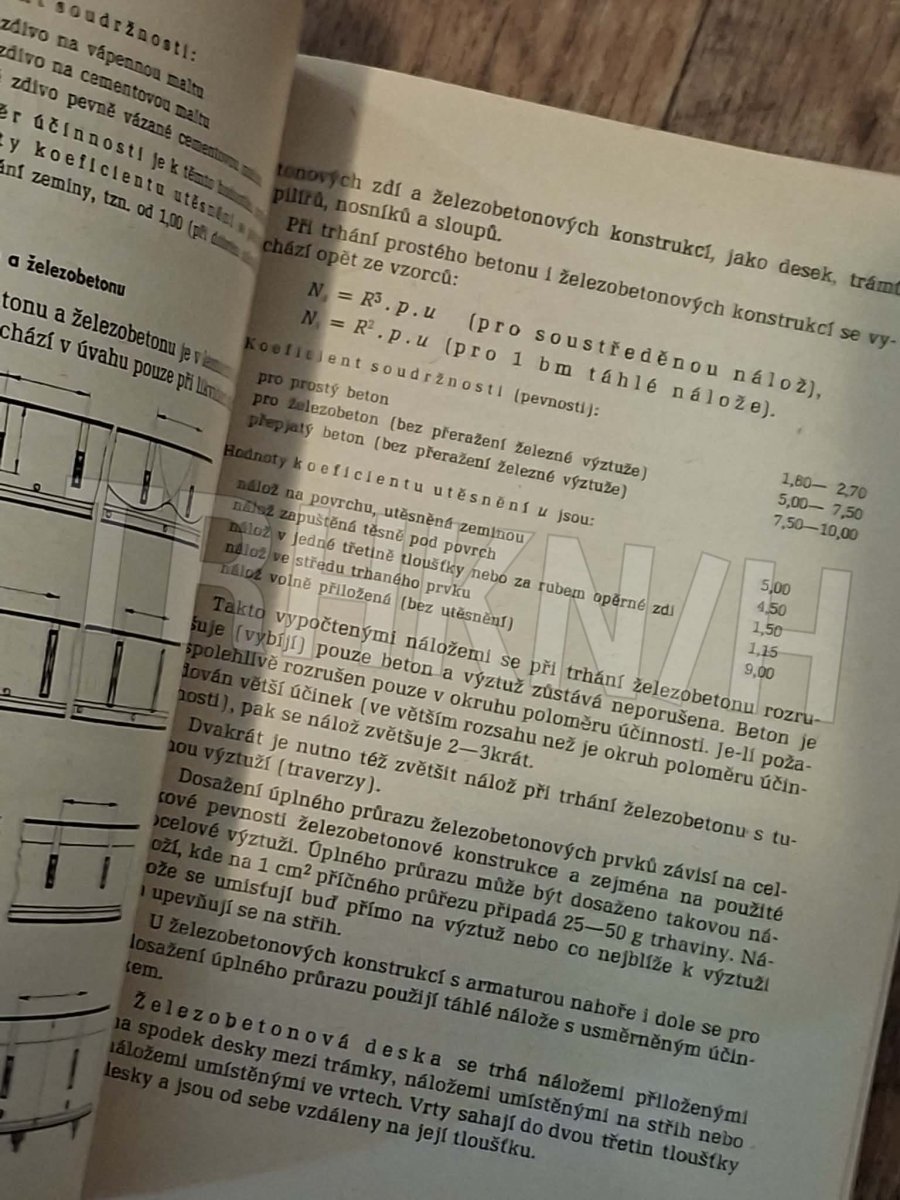 soudržnosti:
zdivo na vápennou maltu
zdivo na cementovou maltu
zdivo pevně vázané cementovou
účinnosti je k těmto
koeficientu utěsnění
zeminy, tzn. od 1,00 (při
a železobetonu
tonu a železobetonu je v
chází v úvahu pouze při
tonových zdí a železobetonových konstrukcí, jako desek, trámů
pilířů, nosníků a sloupů.
Při trhání prostého betonu i železobetonových konstrukcí se vy-
chází opět ze vzorců:
N = R³ . p . u (pro soustředěnou nálož),
N = R² . p . u (pro 1 bm táhlé nálože).
Koeficient soudržnosti (pevnosti):
pro prostý beton 1,80— 2,70
pro železobeton (bez přeražení železné výztuže) 5,00— 7,50
přepjatý beton (bez přeražení železné výztuže) 7,50—10,00
Hodnoty koeficientu utěsnění u jsou:
nálož na povrchu, utěsněná zeminou 5,00
nálož zapuštěná těsně pod povrch 4,50
nálož v jedné třetině tloušťky nebo za rubem opěrné zdi 1,50
nálož ve středu trhaného prvku 1,15
nálož volně přiložená (bez utěsnění) 9,00
Takto vypočtenými náložemi se při trhání železobetonu rozru-
šuje (vybíjí) pouze beton a výztuž zůstává neporušena. Beton je
spolehlivě rozrušen pouze v okruhu poloměru účinnosti. Je-li poža-
dován větší účinek (ve větším rozsahu než je okruh poloměru účin-
nosti), pak se nálož zvětšuje 2—3krát.
Dvakrát je nutno též zvětšit nálož při trhání železobetonu s tu-
hou výztuží (traverzy).
Dosažení úplného průrazu železobetonových prvků závisí na cel-
kové pevnosti železobetonové konstrukce a zejména na použité
ocelové výztuži. Úplného průrazu může být dosaženo takovou ná-
loží, kde na 1 cm² příčného průřezu připadá 25—50 g trhaviny. Ná-
lože se umisťují buď přímo na výztuž nebo co nejblíže k výztuži
a upevňují se na střih.
U železobetonových konstrukcí s armaturou nahoře i dole se pro
dosažení úplného průrazu použijí táhlé nálože s usměrněným účin-
kem.
Železobetonová deska se trhá náložemi přiloženými
na spodek desky mezi trámky, náložemi umístěnými na střih nebo
náložemi umístěnými ve vrtech. Vrty sahají do dvou třetin tloušťky
desky a jsou od sebe vzdáleny na její tloušťku.